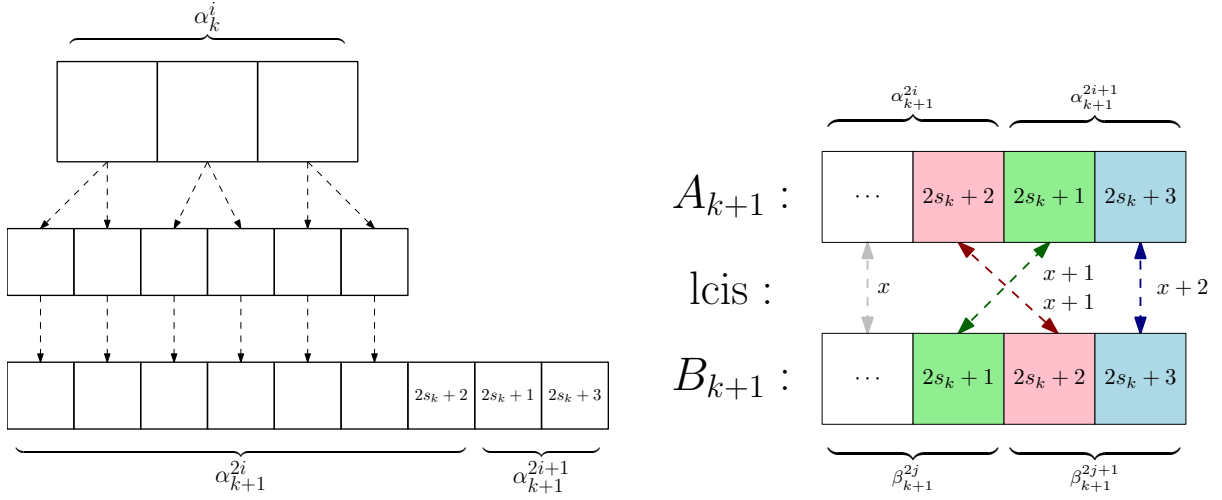 α_k^i
2s_k + 2 2s_k + 1 2s_k + 3
α_{k+1}^{2i} α_{k+1}^{2i+1}
α_{k+1}^{2i} α_{k+1}^{2i+1}
A_{k+1} : ⋯ 2s_k + 2 2s_k + 1 2s_k + 3
lcis : x x + 1 x + 2
x + 1
B_{k+1} : ⋯ 2s_k + 1 2s_k + 2 2s_k + 3
β_{k+1}^{2j} β_{k+1}^{2j+1}